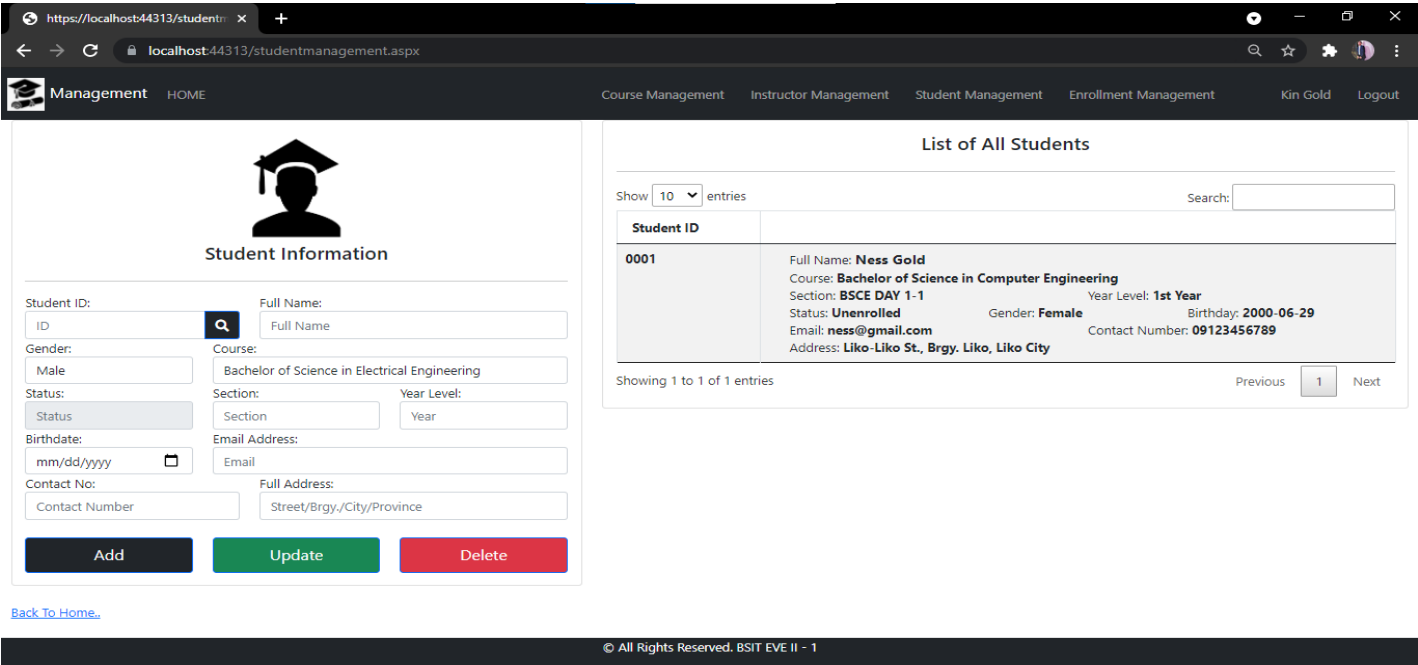 https://localhost:44313/studentm
localhost:44313/studentmanagement.aspx
Management HOME Course Management Instructor Management Student Management Enrollment Management Kin Gold Logout
Student Information
Student ID: Full Name:
ID Full Name
Gender: Course:
Male Bachelor of Science in Electrical Engineering
Status: Section: Year Level:
Status Section Year
Birthdate: Email Address:
mm/dd/yyyy Email
Contact No: Full Address:
Contact Number Street/Brgy./City/Province
Add Update Delete
List of All Students
Show 10 entries Search:
Student ID
0001 Full Name: Ness Gold
Course: Bachelor of Science in Computer Engineering
Section: BSCE DAY 1-1 Year Level: 1st Year
Status: Unenrolled Gender: Female Birthday: 2000-06-29
Email: ness@gmail.com Contact Number: 09123456789
Address: Liko-Liko St., Brgy. Liko, Liko City
Showing 1 to 1 of 1 entries Previous 1 Next
Back To Home..
© All Rights Reserved. BSIT EVE II - 1